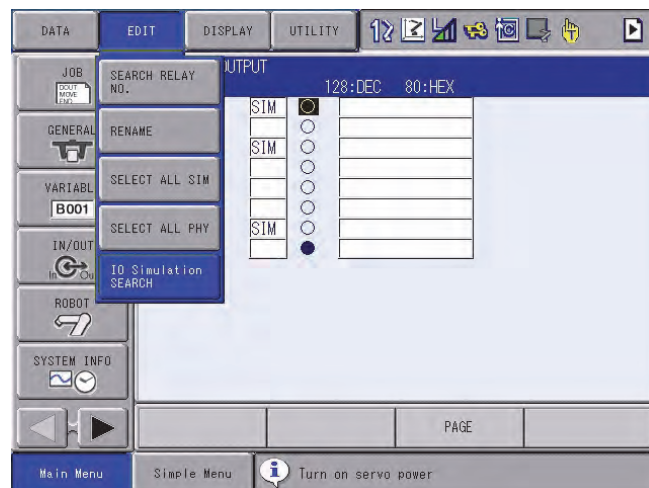 DATA
EDIT
DISPLAY
UTILITY
JOB
DOUT
MOVE
END
GENERAL
VARIABL
B001
IN/OUT
In Ou
ROBOT
SYSTEM INFO
SEARCH RELAY
NO.
RENAME
SELECT ALL SIM
SELECT ALL PHY
IO Simulation
SEARCH
UTPUT
128:DEC 80:HEX
SIM
SIM
SIM
PAGE
Main Menu
Simple Menu
Turn on servo power